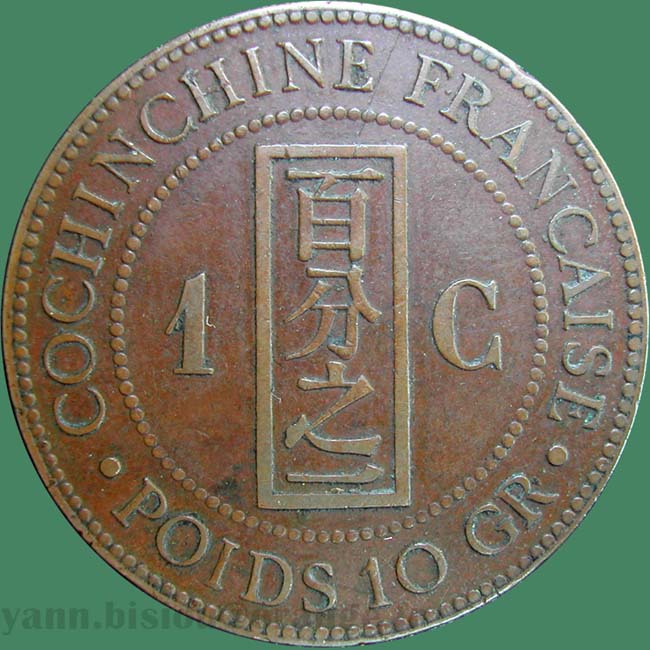 COCHINCHINE FRANCAISE
1 C
百分之一
• POIDS 10 GR •